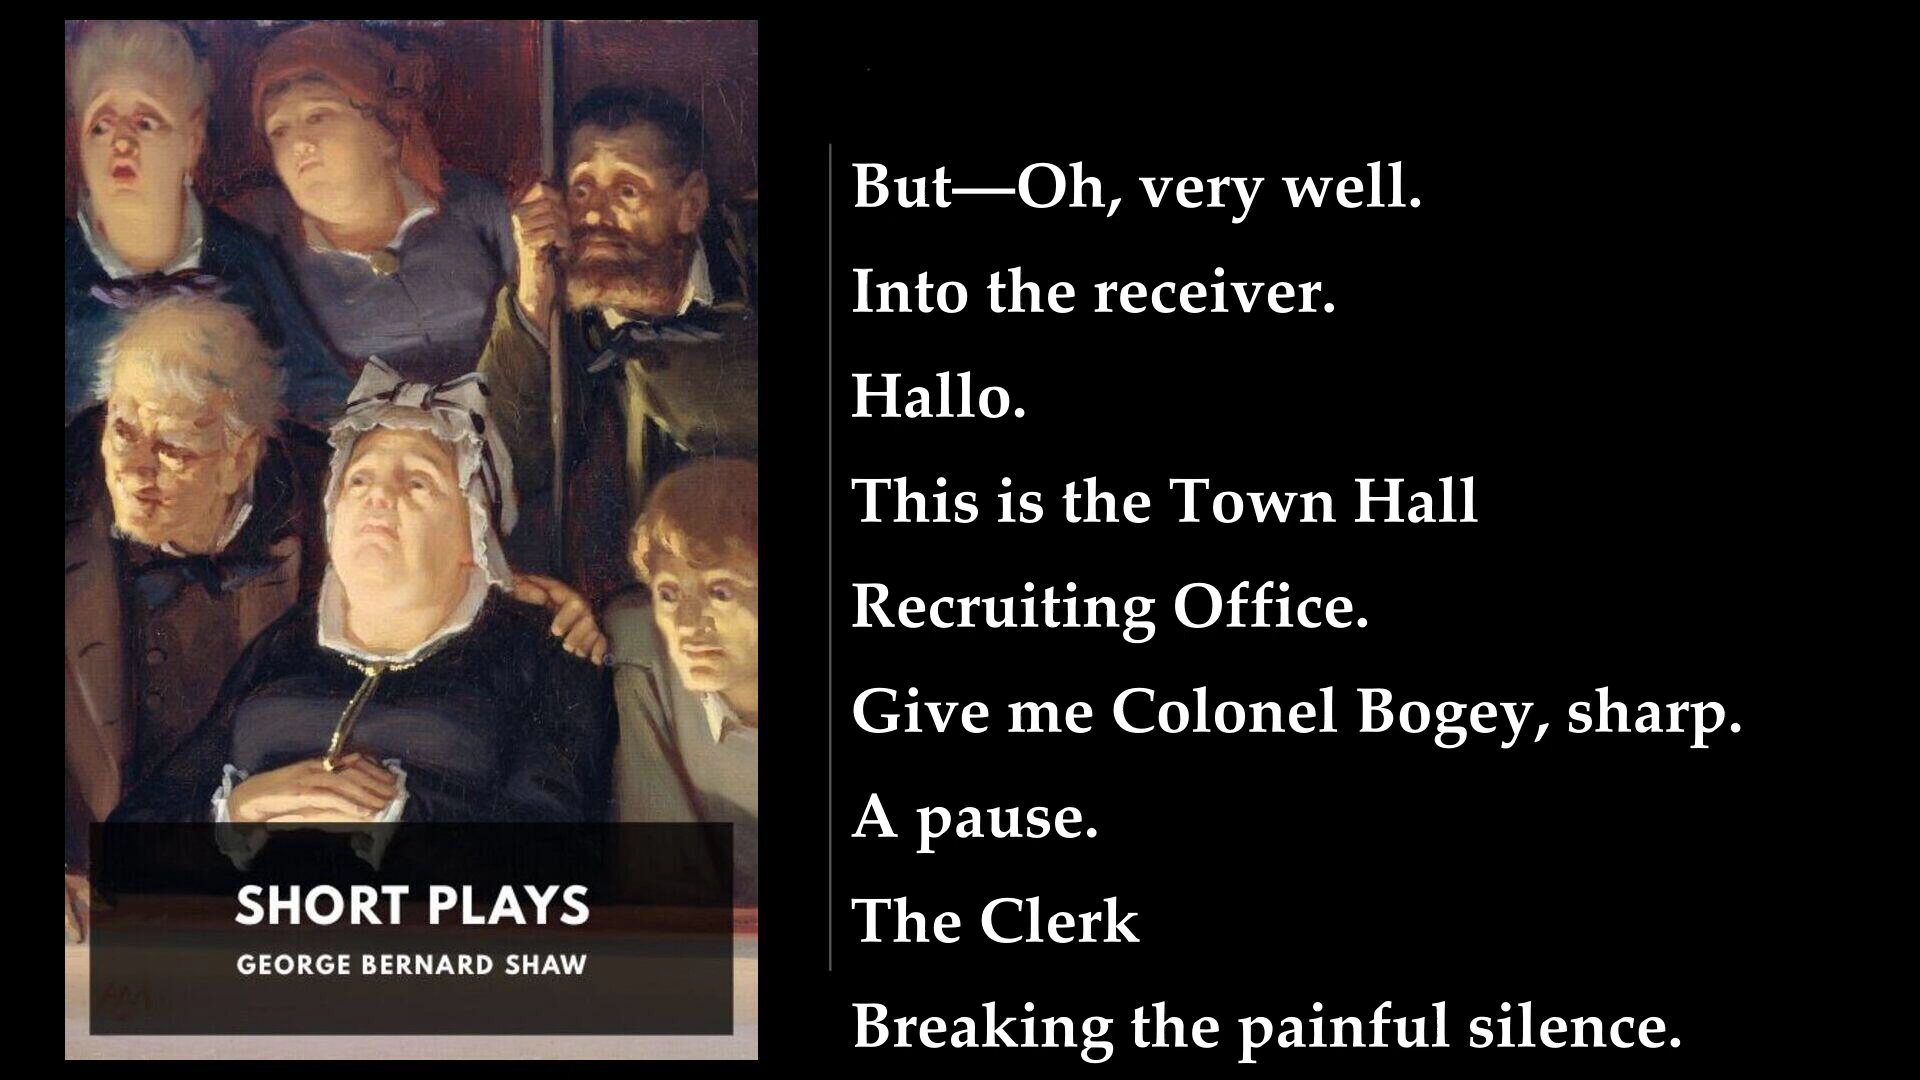 SHORT PLAYS
GEORGE BERNARD SHAW
But—Oh, very well.
Into the receiver.
Hallo.
This is the Town Hall
Recruiting Office.
Give me Colonel Bogey, sharp.
A pause.
The Clerk
Breaking the painful silence.